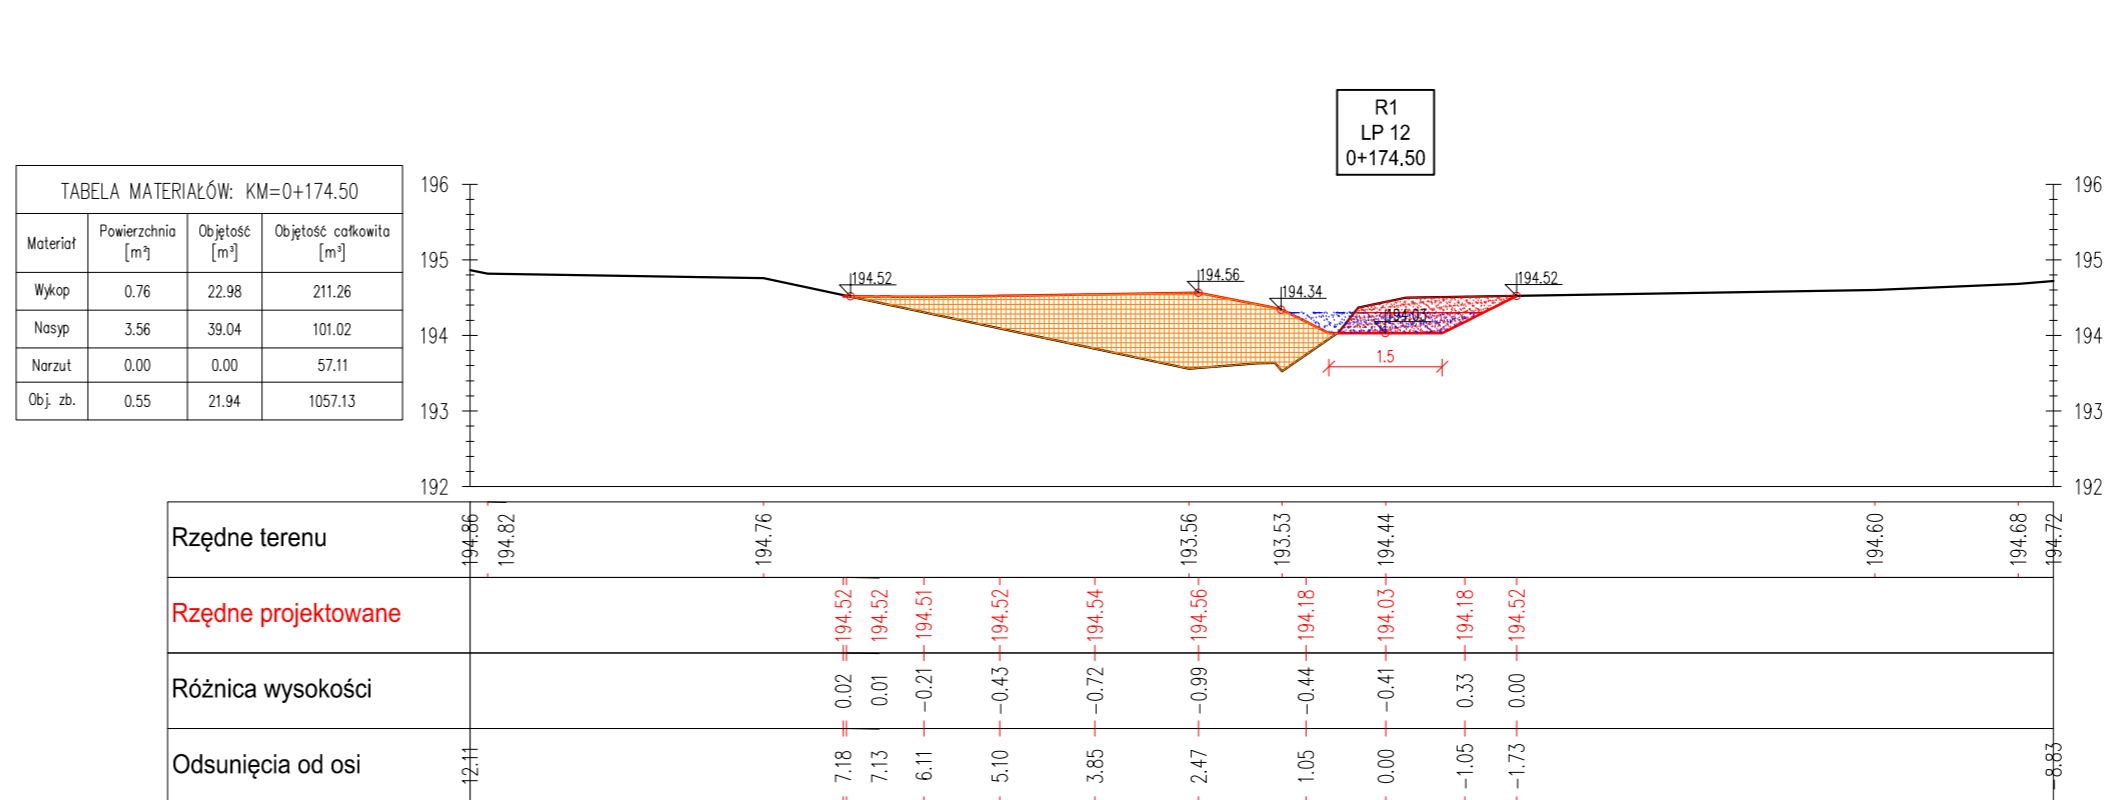 R1
LP 12
0+174.50
TABELA MATERIAŁÓW: KM=0+174.50
Materiał Powierzchnia [m²] Objętość [m³] Objętość całkowita [m³]
Wykop 0.76 22.98 211.26
Nasyp 3.56 39.04 101.02
Narzut 0.00 0.00 57.11
Obj. zb. 0.55 21.94 1057.13
196 196
195 195
194 194
193 193
192 192
194.52 194.56 194.34 194.03 194.52
1.5
Rzędne terenu 194.86 194.82 194.76 193.56 193.53 194.44 194.60 194.68 194.72
Rzędne projektowane 194.52 194.52 194.51 194.52 194.54 194.56 194.18 194.03 194.18 194.52
Różnica wysokości 0.02 0.01 -0.21 -0.43 -0.72 -0.99 -0.44 -0.41 0.33 0.00
Odsunięcia od osi 12.11 7.18 7.13 6.11 5.10 3.85 2.47 1.05 0.00 -1.05 -1.73 -8.83